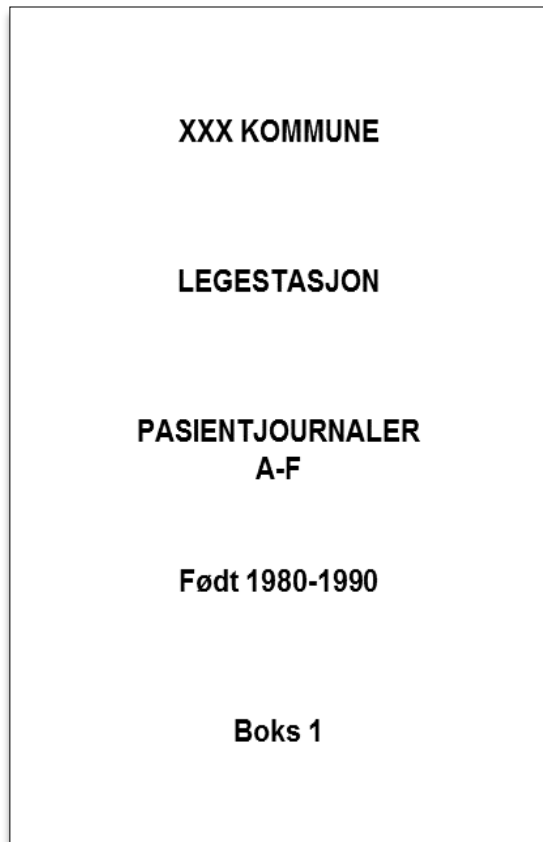 XXX KOMMUNE
LEGESTASJON
PASIENTJOURNALER
A-F
Født 1980-1990
Boks 1